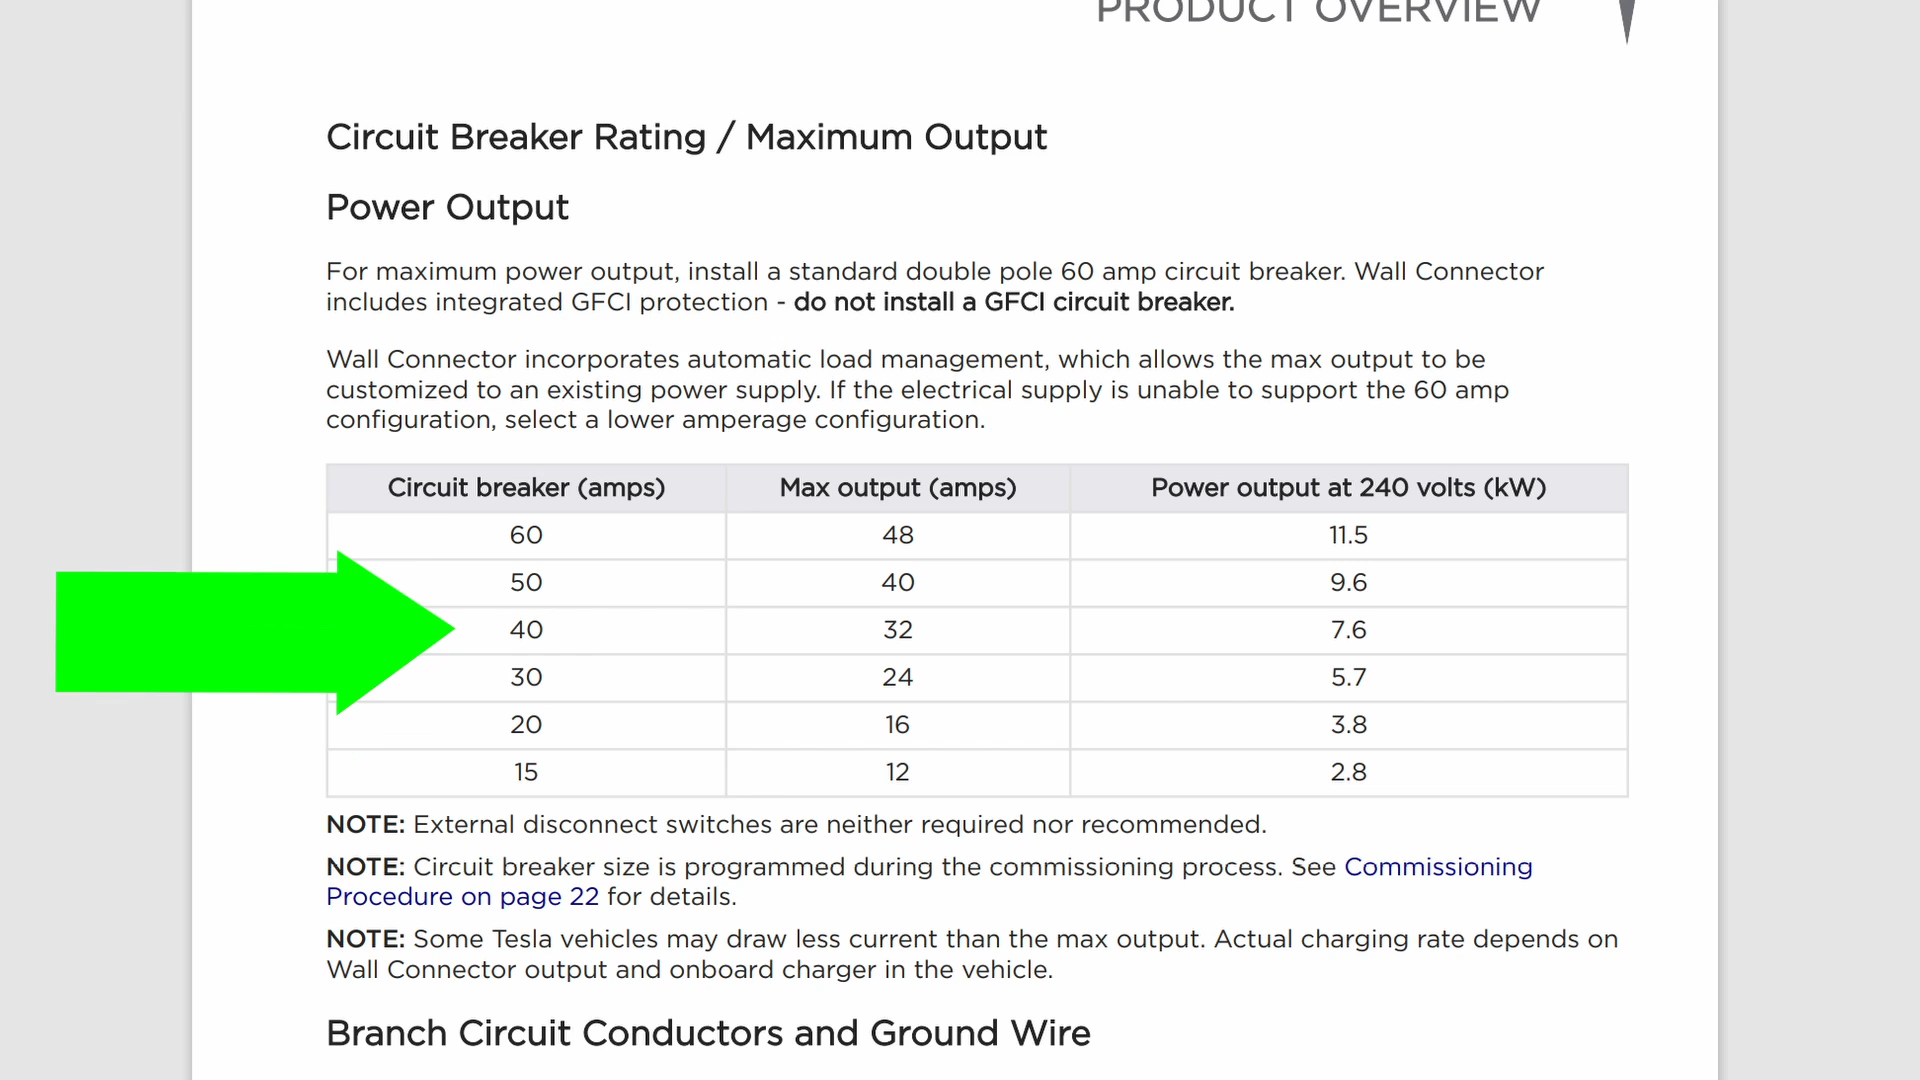 PRODUCT OVERVIEW
Circuit Breaker Rating / Maximum Output
Power Output
For maximum power output, install a standard double pole 60 amp circuit breaker. Wall Connector
includes integrated GFCI protection - do not install a GFCI circuit breaker.
Wall Connector incorporates automatic load management, which allows the max output to be
customized to an existing power supply. If the electrical supply is unable to support the 60 amp
configuration, select a lower amperage configuration.
Circuit breaker (amps) Max output (amps) Power output at 240 volts (kW)
60 48 11.5
50 40 9.6
40 32 7.6
30 24 5.7
20 16 3.8
15 12 2.8
NOTE: External disconnect switches are neither required nor recommended.
NOTE: Circuit breaker size is programmed during the commissioning process. See Commissioning
Procedure on page 22 for details.
NOTE: Some Tesla vehicles may draw less current than the max output. Actual charging rate depends on
Wall Connector output and onboard charger in the vehicle.
Branch Circuit Conductors and Ground Wire